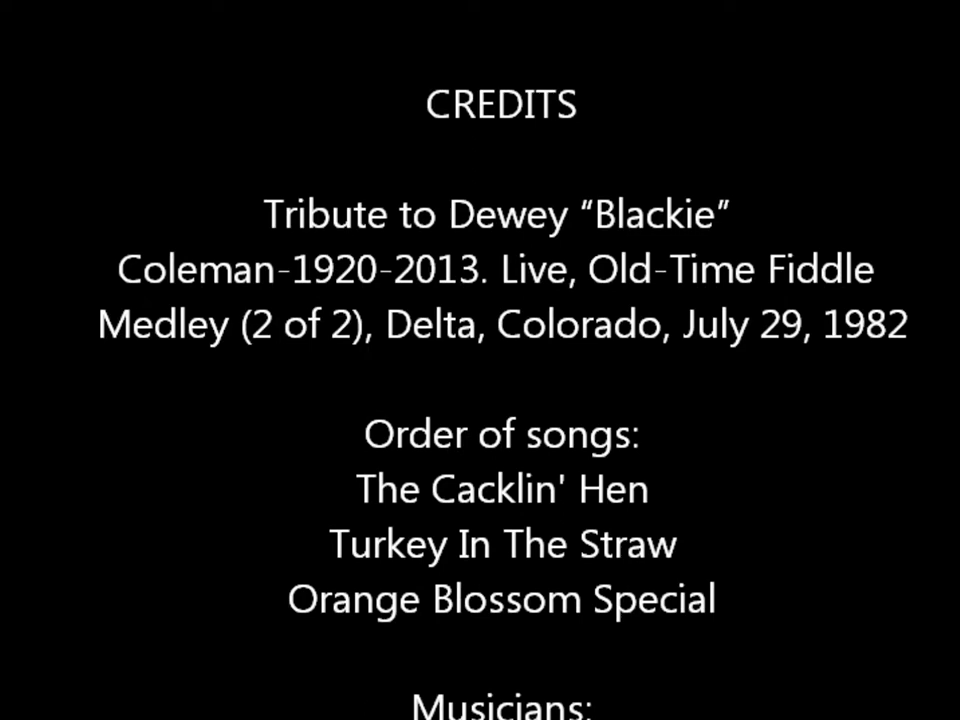 CREDITS
Tribute to Dewey “Blackie”
Coleman-1920-2013. Live, Old-Time Fiddle
Medley (2 of 2), Delta, Colorado, July 29, 1982
Order of songs:
The Cacklin' Hen
Turkey In The Straw
Orange Blossom Special
Musicians: